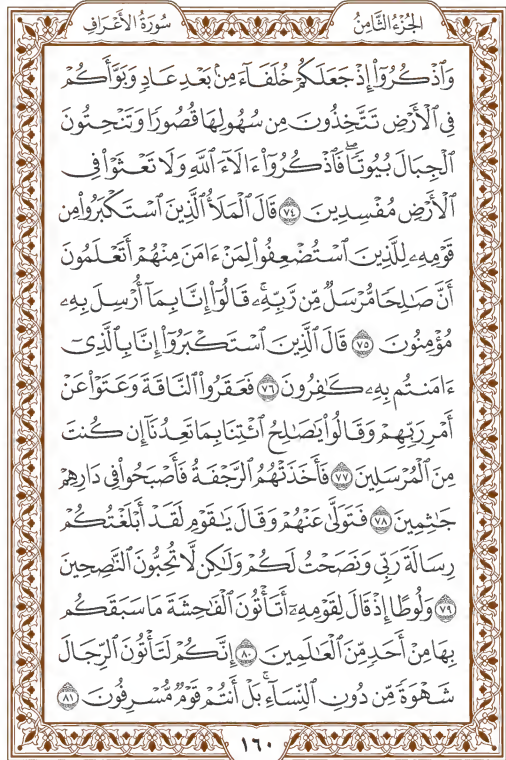 الجُزْءُ الثَّامِنُ سُورَةُ الأَعْرَافِ
وَٱذْكُرُوٓا۟ إِذْ جَعَلَكُمْ خُلَفَآءَ مِنۢ بَعْدِ عَادٍ وَبَوَّأَكُمْ
فِى ٱلْأَرْضِ تَتَّخِذُونَ مِن سُهُولِهَا قُصُورًا وَتَنْحِتُونَ
ٱلْجِبَالَ بُيُوتًا ۖ فَٱذْكُرُوٓا۟ ءَالَآءَ ٱللَّهِ وَلَا تَعْثَوْا۟ فِى
ٱلْأَرْضِ مُفْسِدِينَ ٧٤ قَالَ ٱلْمَلَأُ ٱلَّذِينَ ٱسْتَكْبَرُوا۟ مِن
قَوْمِهِۦ لِلَّذِينَ ٱسْتُضْعِفُوا۟ لِمَنْ ءَامَنَ مِنْهُمْ أَتَعْلَمُونَ
أَنَّ صَٰلِحًا مُّرْسَلٌ مِّن رَّبِّهِۦ ۚ قَالُوٓا۟ إِنَّا بِمَآ أُرْسِلَ بِهِۦ
مُؤْمِنُونَ ٧٥ قَالَ ٱلَّذِينَ ٱسْتَكْبَرُوٓا۟ إِنَّا بِٱلَّذِىٓ
ءَامَنتُم بِهِۦ كَٰفِرُونَ ٧٦ فَعَقَرُوا۟ ٱلنَّاقَةَ وَعَتَوْا۟ عَنْ
أَمْرِ رَبِّهِمْ وَقَالُوا۟ يَٰصَٰلِحُ ٱئْتِنَا بِمَا تَعِدُنَآ إِن كُنتَ
مِنَ ٱلْمُرْسَلِينَ ٧٧ فَأَخَذَتْهُمُ ٱلرَّجْفَةُ فَأَصْبَحُوا۟ فِى دَارِهِمْ
جَٰثِمِينَ ٧٨ فَتَوَلَّىٰ عَنْهُمْ وَقَالَ يَٰقَوْمِ لَقَدْ أَبْلَغْتُكُمْ
رِسَالَةَ رَبِّى وَنَصَحْتُ لَكُمْ وَلَٰكِن لَّا تُحِبُّونَ ٱلنَّٰصِحِينَ
٧٩ وَلُوطًا إِذْ قَالَ لِقَوْمِهِۦٓ أَتَأْتُونَ ٱلْفَٰحِشَةَ مَا سَبَقَكُم
بِهَا مِنْ أَحَدٍ مِّنَ ٱلْعَٰلَمِينَ ٨٠ إِنَّكُمْ لَتَأْتُونَ ٱلرِّجَالَ
شَهْوَةً مِّن دُونِ ٱلنِّسَآءِ ۚ بَلْ أَنتُمْ قَوْمٌ مُّسْرِفُونَ ٨١
١٦٠